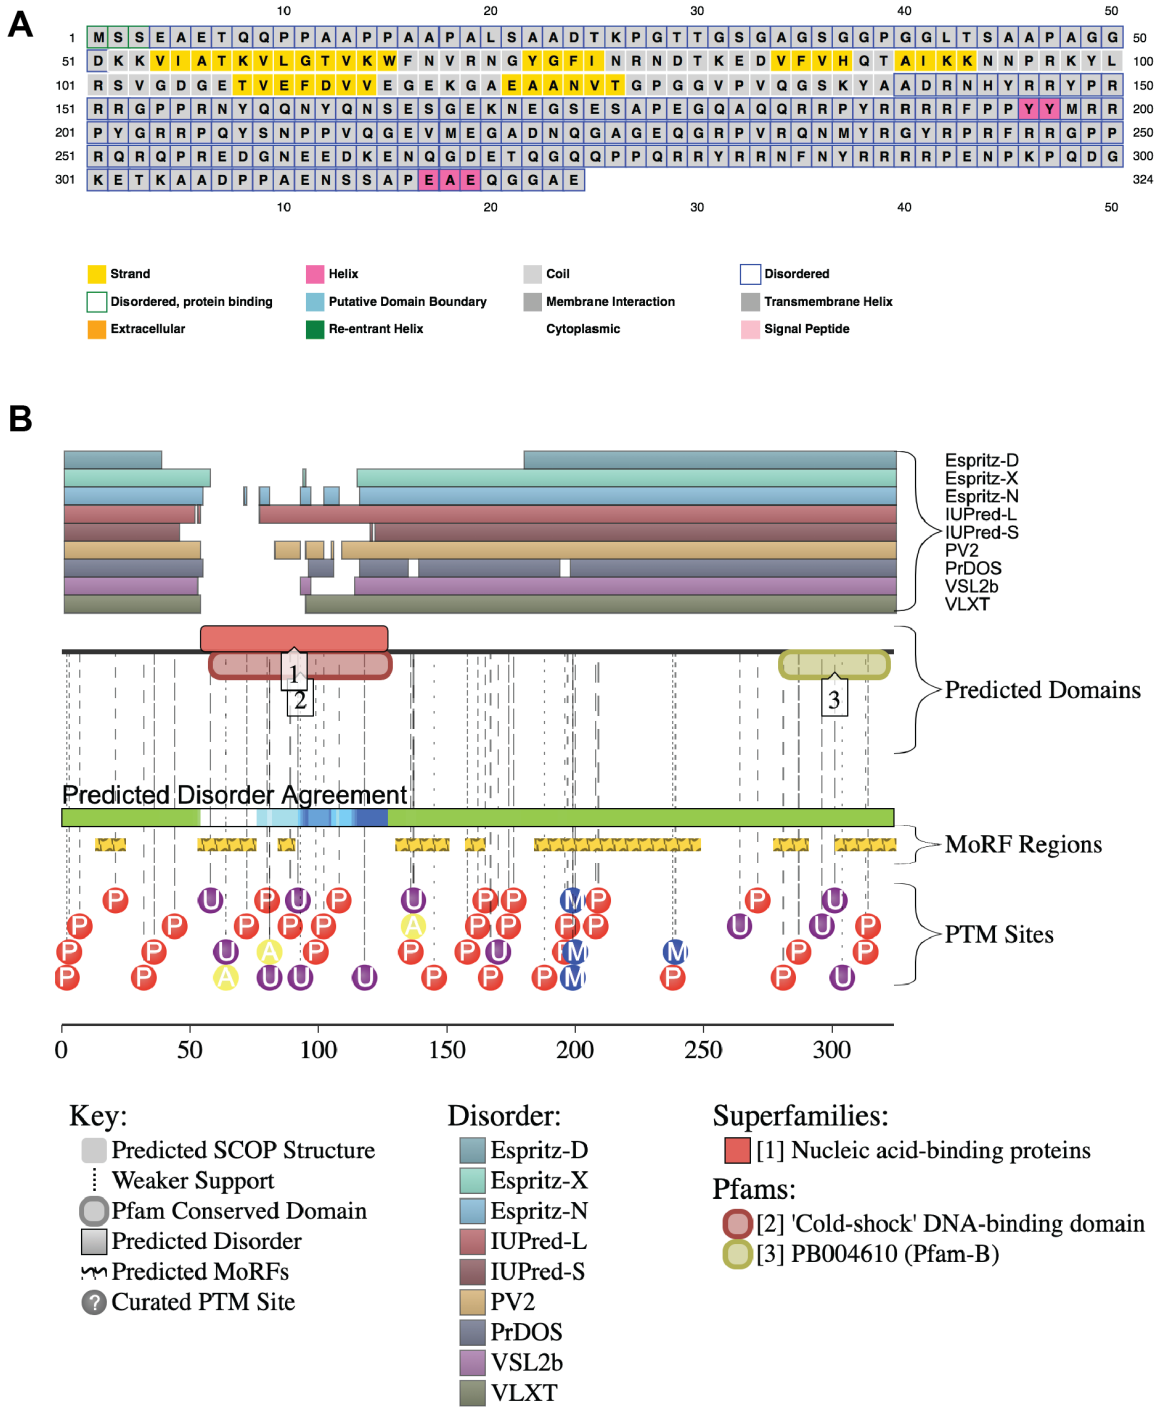 A
10 20 30 40 50
1 M S S E A E T Q Q P P A A P P A A P A L S A A D T K P G T T G S G A G S G G P G G L T S A A P A G G 50
51 D K K V I A T K V L G T V K W F N V R N G Y G F I N R N D T K E D V F V H Q T A I K K N N P R K Y L 100
101 R S V G D G E T V E F D V V E G E K G A E A A N V T G P G G V P V Q G S K Y A A D R N H Y R R Y P R 150
151 R R G P P R N Y Q Q N Y Q N S E S G E K N E G S E S A P E G Q A Q Q R R P Y R R R R F P P Y Y M R R 200
201 P Y G R R P Q Y S N P P V Q G E V M E G A D N Q G A G E Q G R P V R Q N M Y R G Y R P R F R R G P P 250
251 R Q R Q P R E D G N E E D K E N Q G D E T Q G Q Q P P Q R R Y R R N F N Y R R R R P E N P K P Q D G 300
301 K E T K A A D P P A E N S S A P E A E Q G G A E 324
10 20 30 40 50
Strand Helix Coil Disordered
Disordered, protein binding Putative Domain Boundary Membrane Interaction Transmembrane Helix
Extracellular Re-entrant Helix Cytoplasmic Signal Peptide
B
Espritz-D
Espritz-X
Espritz-N
IUPred-L
IUPred-S
PV2
PrDOS
VSL2b
VLXT
1
2
3
Predicted Domains
Predicted Disorder Agreement
MoRF Regions
P U P U P U P P M P P U
P P P P P A P P P P U U P
P P U A P P P U P M M P P
P P A U U U P P P M P P U
PTM Sites
0 50 100 150 200 250 300
Key:
Predicted SCOP Structure
Weaker Support
Pfam Conserved Domain
Predicted Disorder
Predicted MoRFs
? Curated PTM Site
Disorder:
Espritz-D
Espritz-X
Espritz-N
IUPred-L
IUPred-S
PV2
PrDOS
VSL2b
VLXT
Superfamilies:
[1] Nucleic acid-binding proteins
Pfams:
[2] 'Cold-shock' DNA-binding domain
[3] PB004610 (Pfam-B)